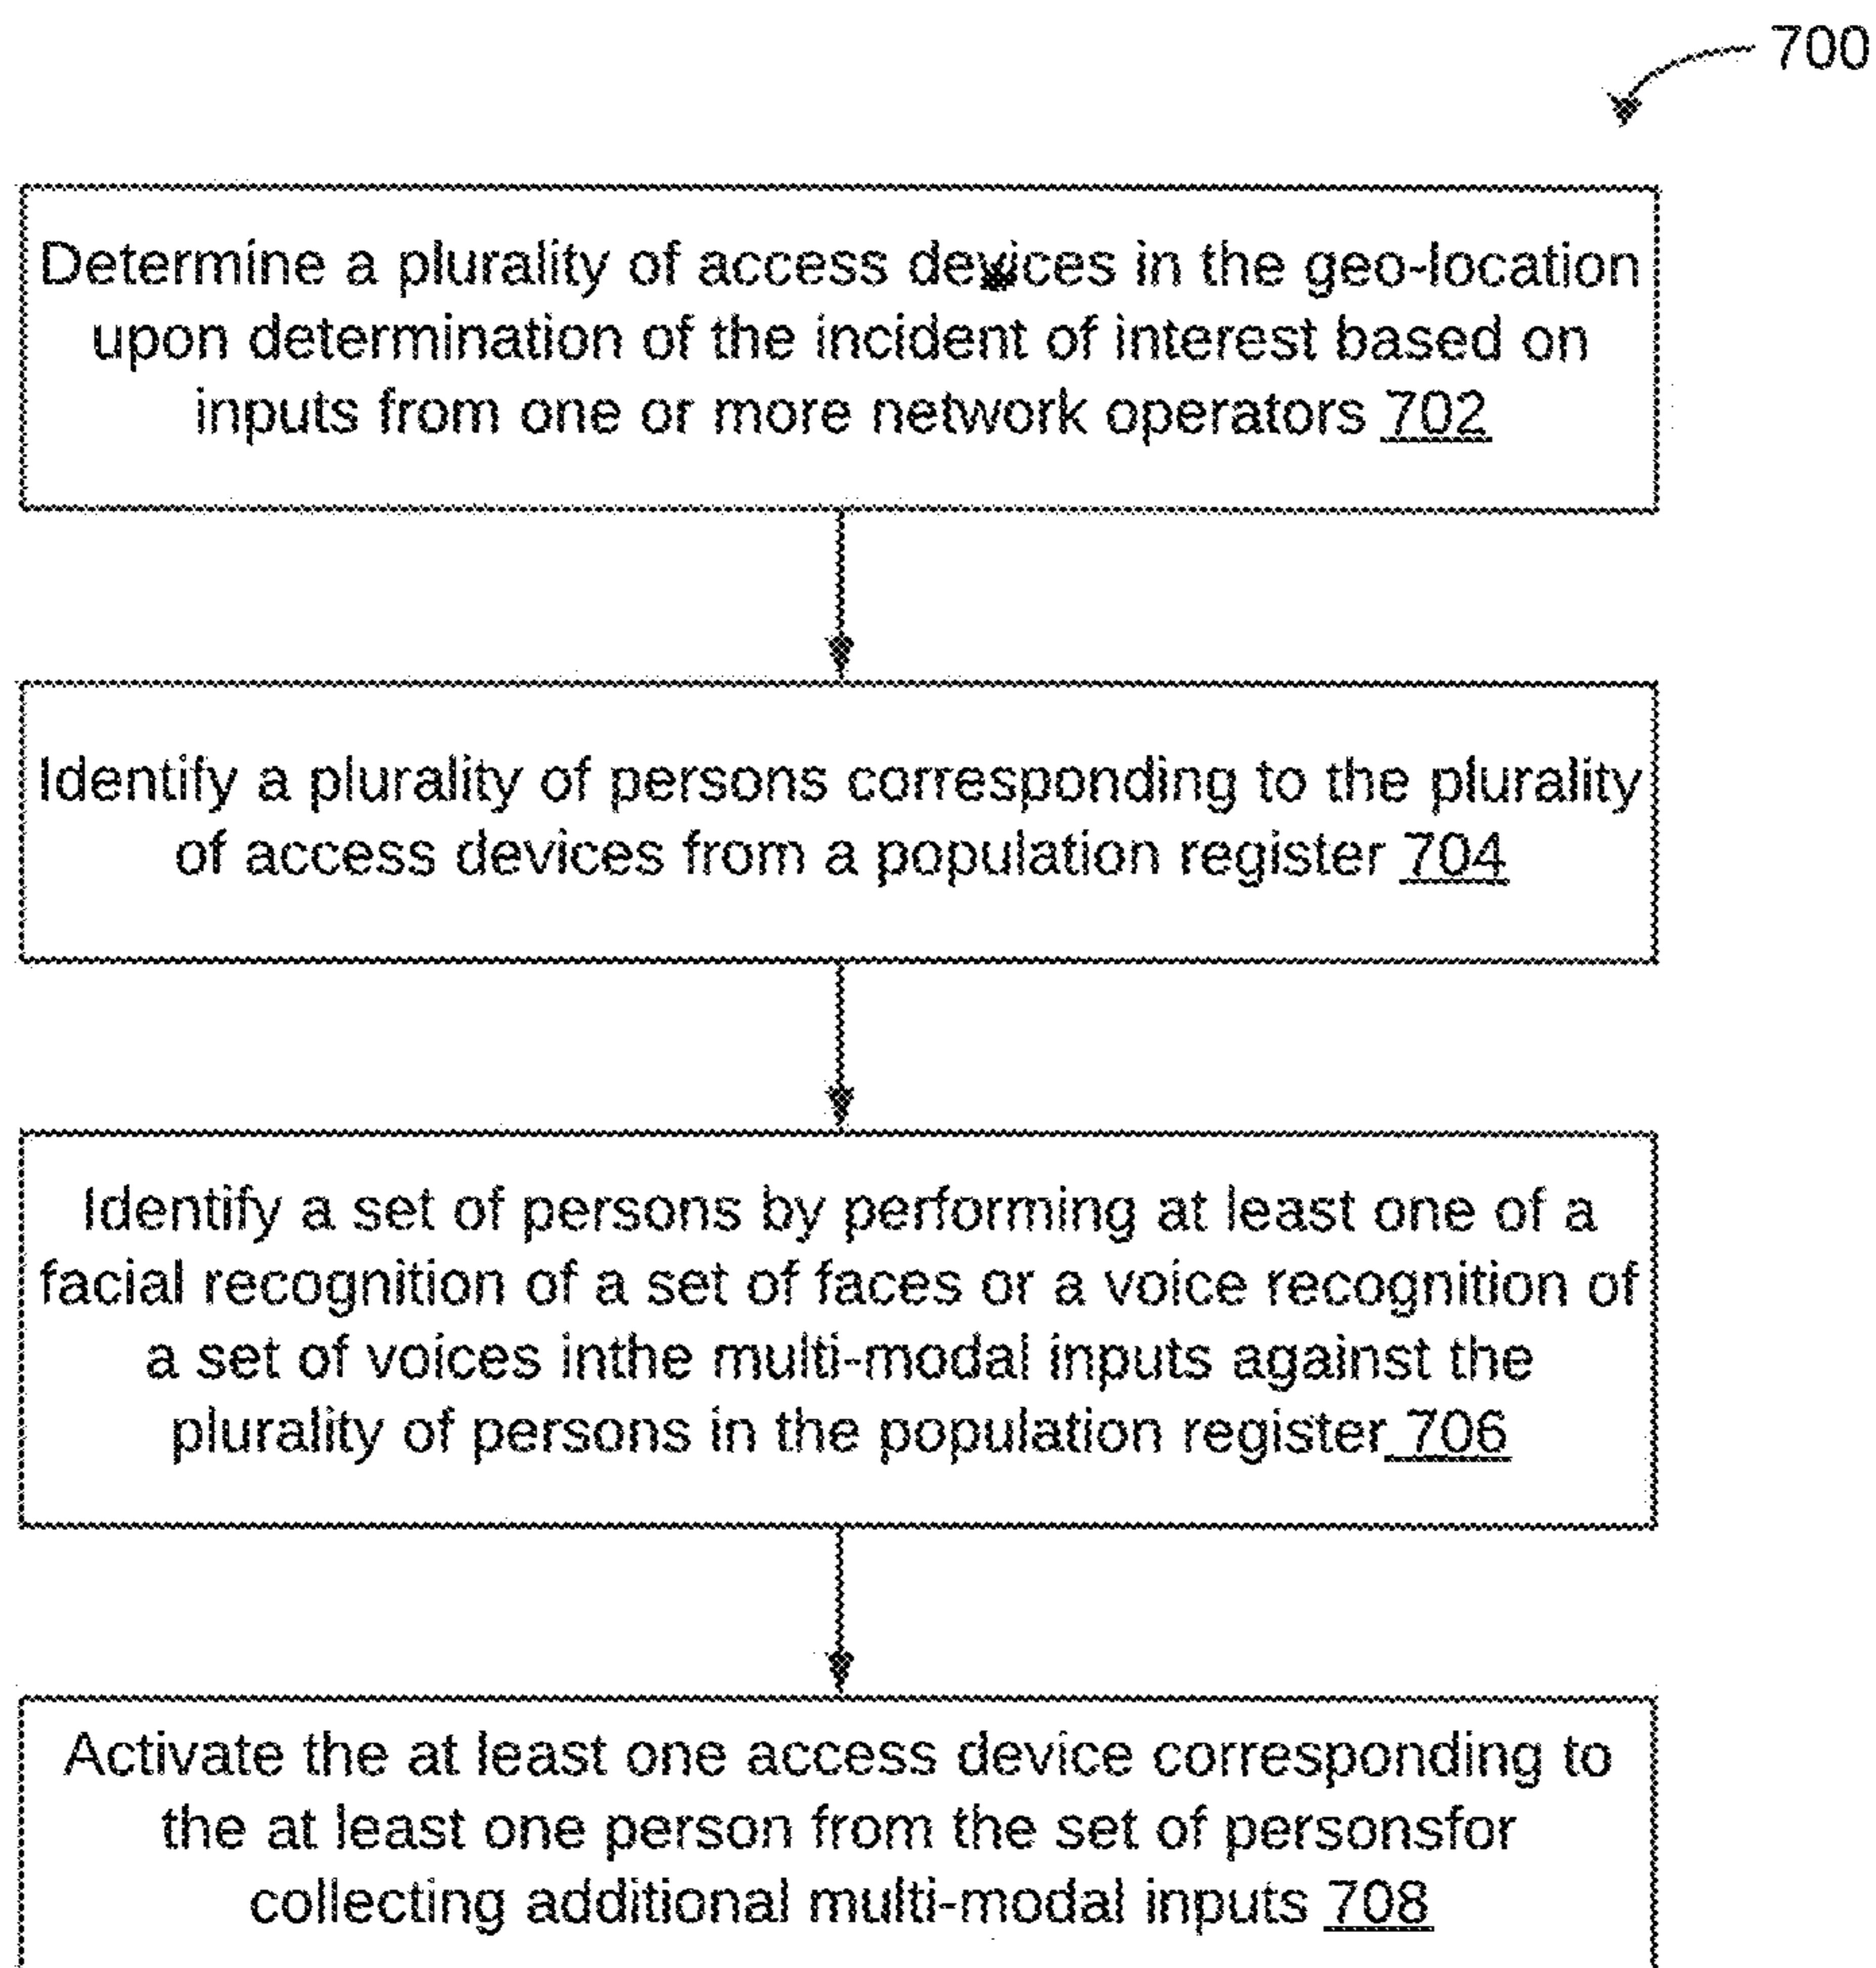 700
Determine a plurality of access devices in the geo-location
upon determination of the incident of interest based on
inputs from one or more network operators 702
Identify a plurality of persons corresponding to the plurality
of access devices from a population register 704
Identify a set of persons by performing at least one of a
facial recognition of a set of faces or a voice recognition of
a set of voices inthe multi-modal inputs against the
plurality of persons in the population register 706
Activate the at least one access device corresponding to
the at least one person from the set of personsfor
collecting additional multi-modal inputs 708